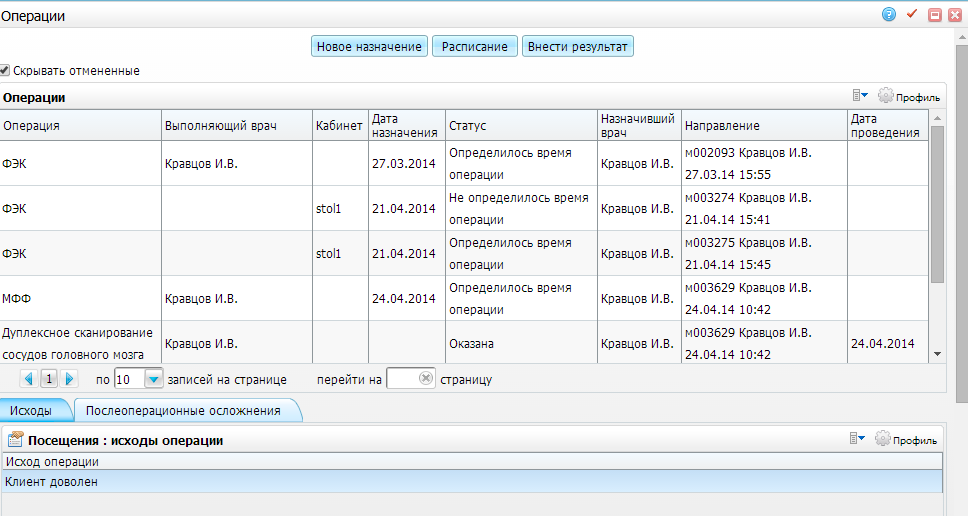 Операции
Новое назначение Расписание Внести результат
Скрывать отмененные
Операции Профиль
Операция Выполняющий врач Кабинет Дата назначения Статус Назначивший врач Направление Дата проведения
ФЭК Кравцов И.В. 27.03.2014 Определилось время операции Кравцов И.В. м002093 Кравцов И.В. 27.03.14 15:55
ФЭК stol1 21.04.2014 Не определилось время операции Кравцов И.В. м003274 Кравцов И.В. 21.04.14 15:41
ФЭК stol1 21.04.2014 Определилось время операции Кравцов И.В. м003275 Кравцов И.В. 21.04.14 15:45
МФФ Кравцов И.В. 24.04.2014 Определилось время операции Кравцов И.В. м003629 Кравцов И.В. 24.04.14 10:42
Дуплексное сканирование сосудов головного мозга Кравцов И.В. Оказана Кравцов И.В. м003629 Кравцов И.В. 24.04.14 10:42 24.04.2014
1 по 10 записей на странице перейти на страницу
Исходы Послеоперационные осложнения
Посещения : исходы операции Профиль
Исход операции
Клиент доволен